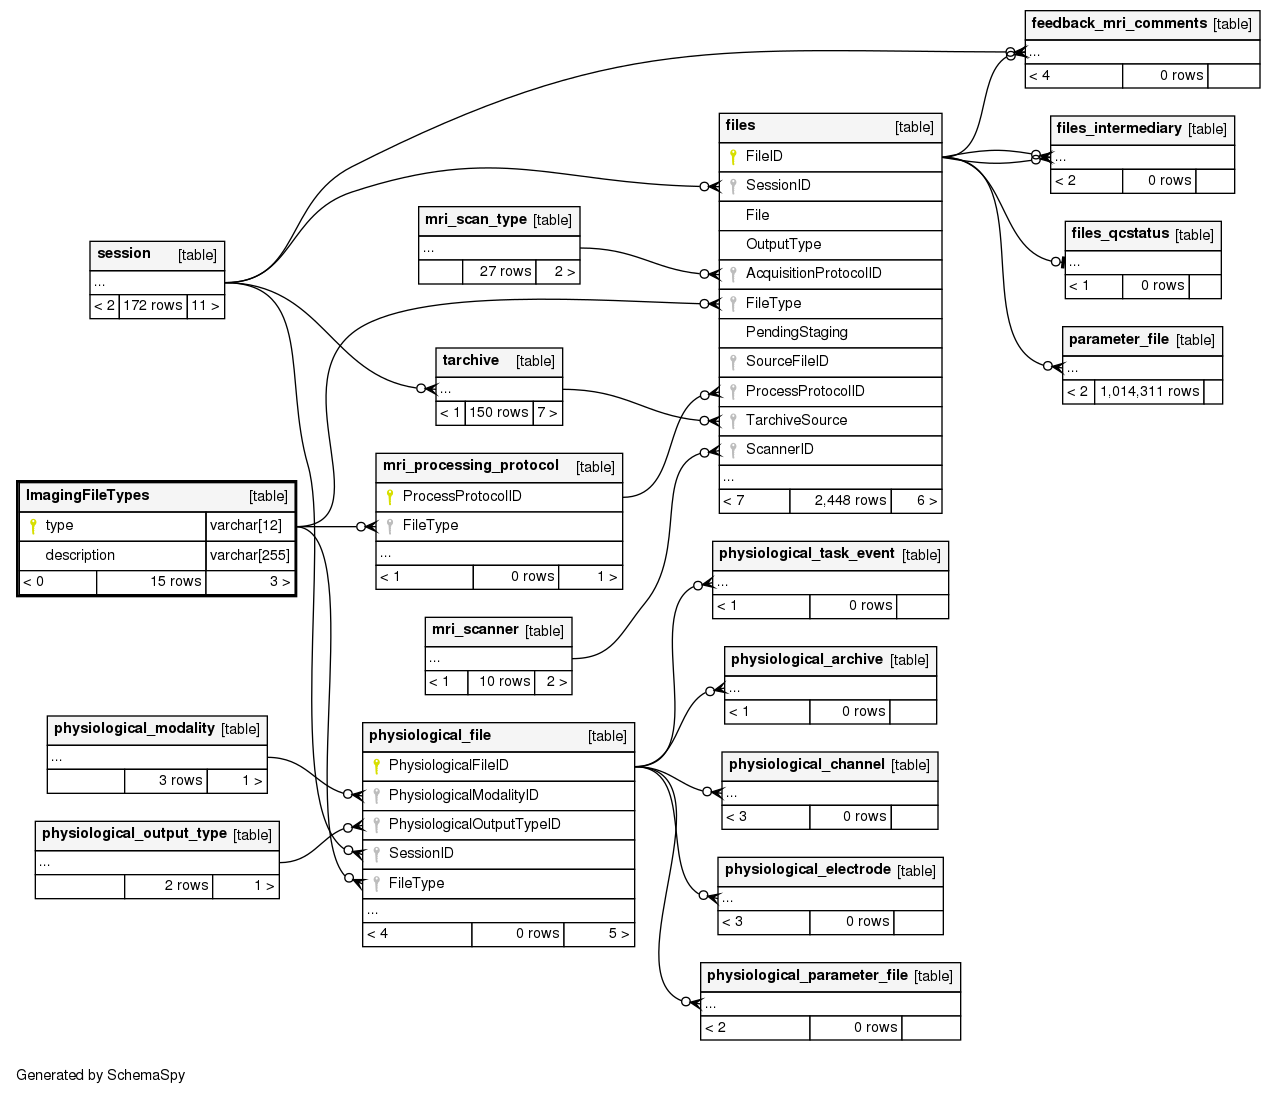 feedback_mri_comments [table]
...
< 4 0 rows
files [table]
FileID
SessionID
File
OutputType
AcquisitionProtocolID
FileType
PendingStaging
SourceFileID
ProcessProtocolID
TarchiveSource
ScannerID
...
< 7 2,448 rows 6 >
files_intermediary [table]
...
< 2 0 rows
files_qcstatus [table]
...
< 1 0 rows
parameter_file [table]
...
< 2 1,014,311 rows
mri_scan_type [table]
...
27 rows 2 >
session [table]
...
< 2 172 rows 11 >
tarchive [table]
...
< 1 150 rows 7 >
mri_processing_protocol [table]
ProcessProtocolID
FileType
...
< 1 0 rows 1 >
ImagingFileTypes [table]
type varchar[12]
description varchar[255]
< 0 15 rows 3 >
mri_scanner [table]
...
< 1 10 rows 2 >
physiological_task_event [table]
...
< 1 0 rows
physiological_archive [table]
...
< 1 0 rows
physiological_modality [table]
...
3 rows 1 >
physiological_file [table]
PhysiologicalFileID
PhysiologicalModalityID
PhysiologicalOutputTypeID
SessionID
FileType
...
< 4 0 rows 5 >
physiological_channel [table]
...
< 3 0 rows
physiological_output_type [table]
...
2 rows 1 >
physiological_electrode [table]
...
< 3 0 rows
physiological_parameter_file [table]
...
< 2 0 rows
Generated by SchemaSpy